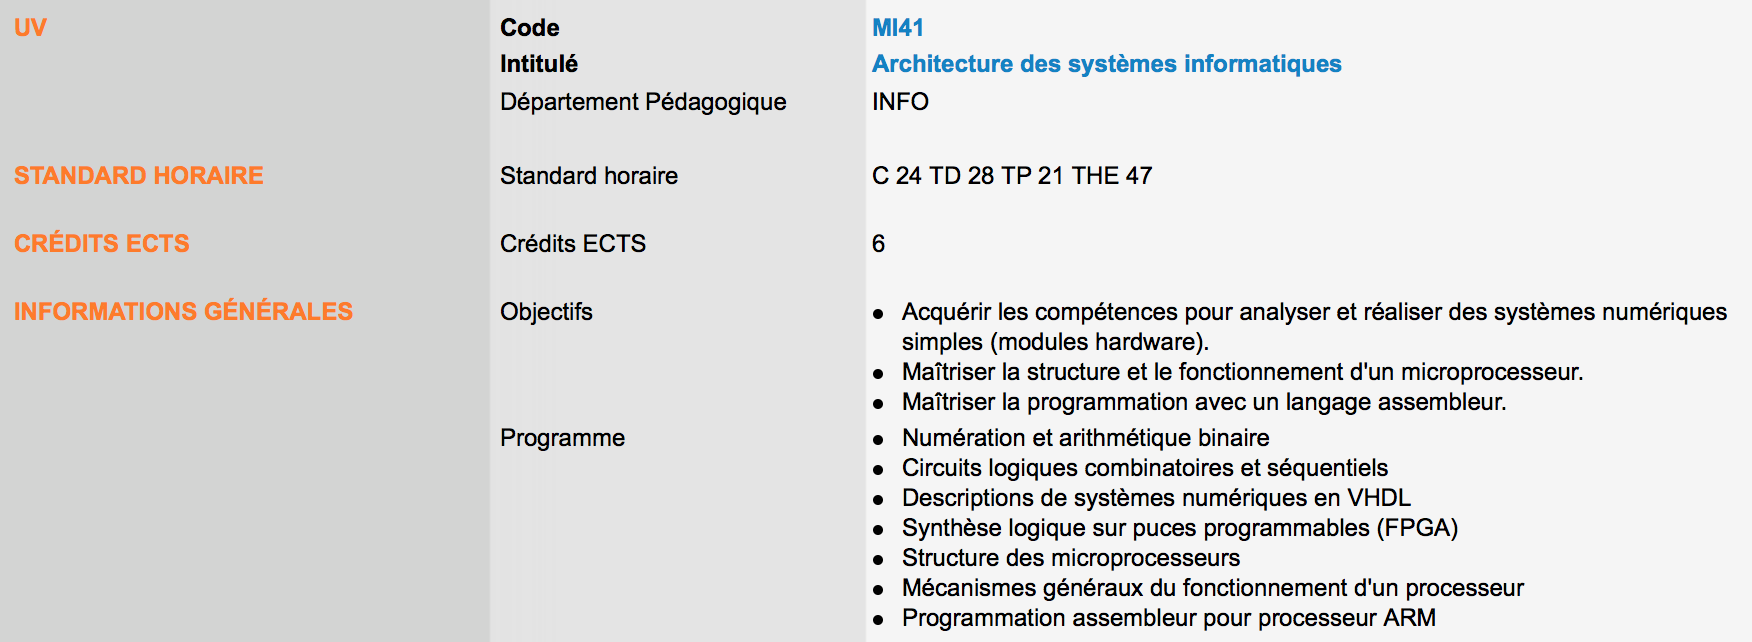 UV Code MI41
Intitulé Architecture des systèmes informatiques
Département Pédagogique INFO
STANDARD HORAIRE Standard horaire C 24 TD 28 TP 21 THE 47
CRÉDITS ECTS Crédits ECTS 6
INFORMATIONS GÉNÉRALES Objectifs ● Acquérir les compétences pour analyser et réaliser des systèmes numériques
simples (modules hardware).
● Maîtriser la structure et le fonctionnement d'un microprocesseur.
● Maîtriser la programmation avec un langage assembleur.
Programme ● Numération et arithmétique binaire
● Circuits logiques combinatoires et séquentiels
● Descriptions de systèmes numériques en VHDL
● Synthèse logique sur puces programmables (FPGA)
● Structure des microprocesseurs
● Mécanismes généraux du fonctionnement d'un processeur
● Programmation assembleur pour processeur ARM